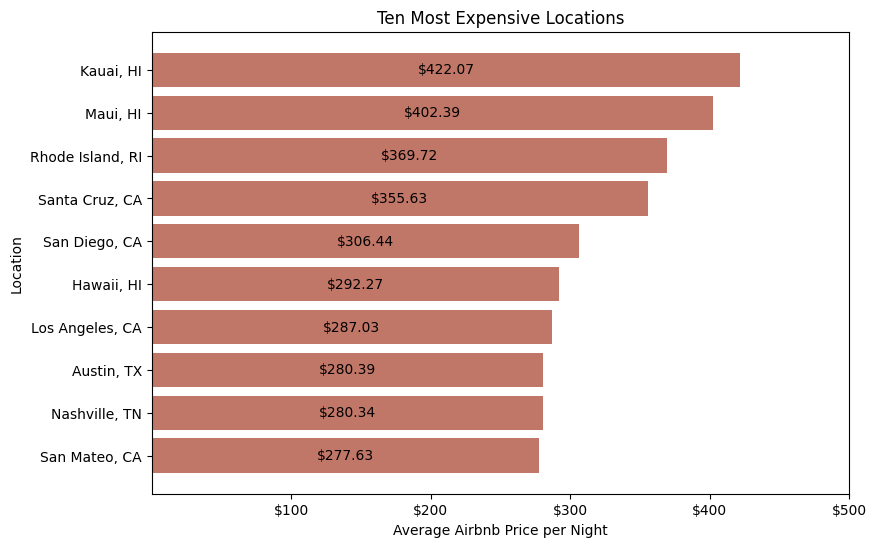 Ten Most Expensive Locations
Kauai, HI $422.07
Maui, HI $402.39
Rhode Island, RI $369.72
Santa Cruz, CA $355.63
San Diego, CA $306.44
Hawaii, HI $292.27
Los Angeles, CA $287.03
Austin, TX $280.39
Nashville, TN $280.34
San Mateo, CA $277.63
Location
$100 $200 $300 $400 $500
Average Airbnb Price per Night